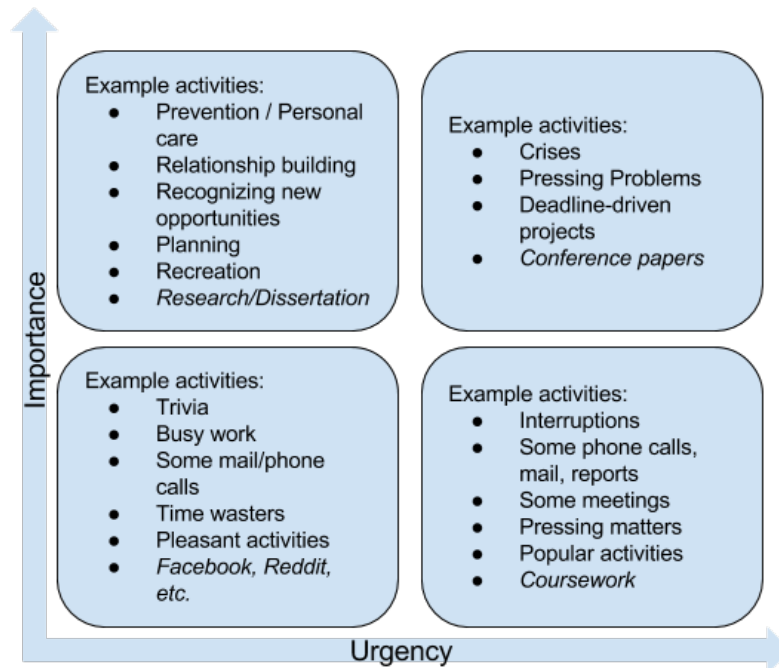 Example activities:
● Prevention / Personal
care
● Relationship building
● Recognizing new
opportunities
● Planning
● Recreation
● Research/Dissertation
Example activities:
● Crises
● Pressing Problems
● Deadline-driven
projects
● Conference papers
Importance
Example activities:
● Trivia
● Busy work
● Some mail/phone
calls
● Time wasters
● Pleasant activities
● Facebook, Reddit,
etc.
Example activities:
● Interruptions
● Some phone calls,
mail, reports
● Some meetings
● Pressing matters
● Popular activities
● Coursework
Urgency